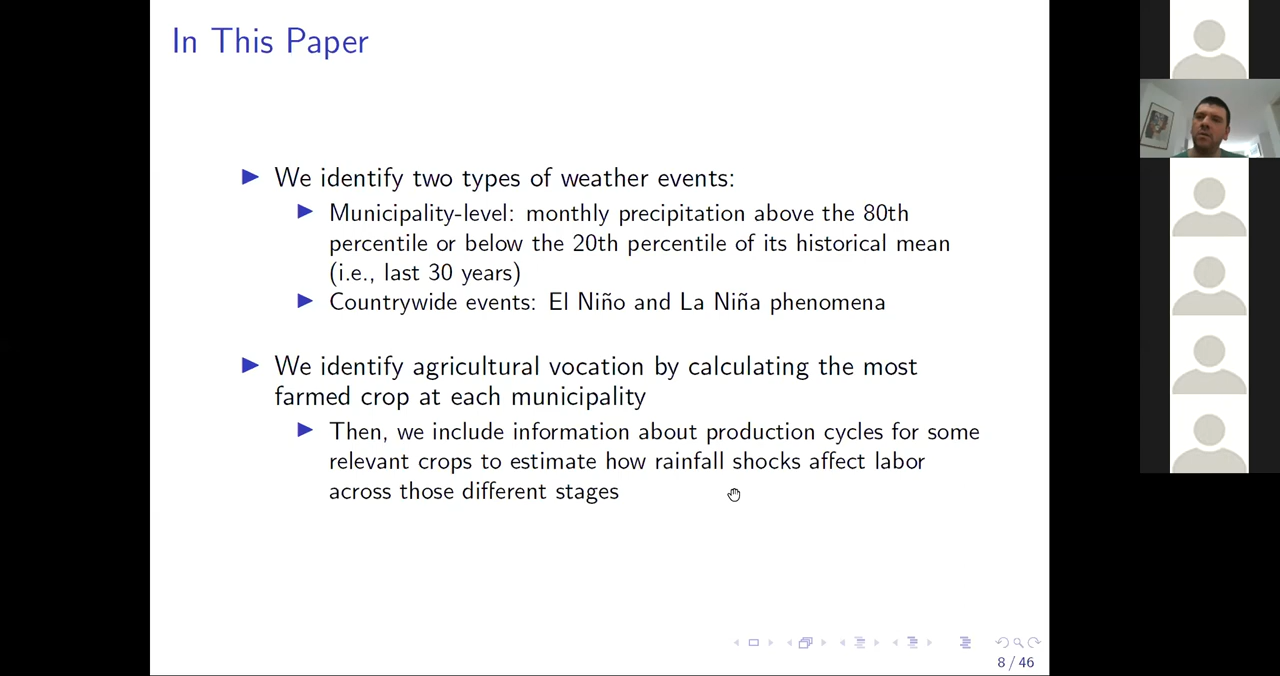 In This Paper
We identify two types of weather events:
Municipality-level: monthly precipitation above the 80th
percentile or below the 20th percentile of its historical mean
(i.e., last 30 years)
Countrywide events: El Niño and La Niña phenomena
We identify agricultural vocation by calculating the most
farmed crop at each municipality
Then, we include information about production cycles for some
relevant crops to estimate how rainfall shocks affect labor
across those different stages
8 / 46